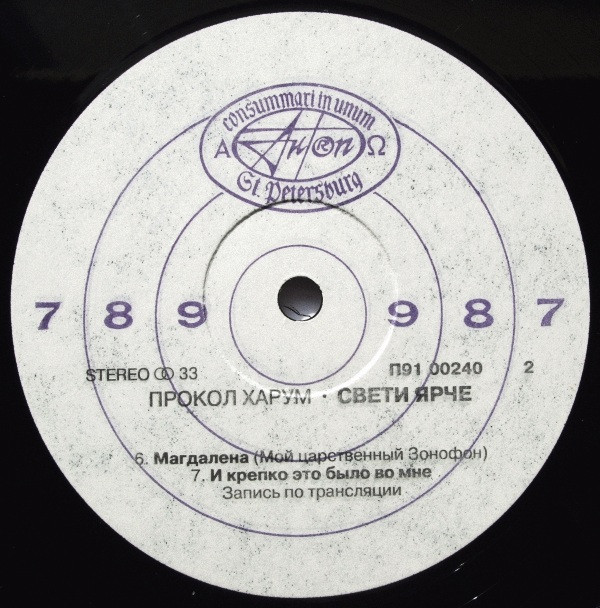 consummari in unum
А Антроп Ω
St. Petersburg
7 8 9 9 8 7
STEREO 33 П91 00240 2
ПРОКОЛ ХАРУМ · СВЕТИ ЯРЧЕ
6. Магдалена (Мой царственный Зонофон)
7. И крепко это было во мне
Запись по трансляции